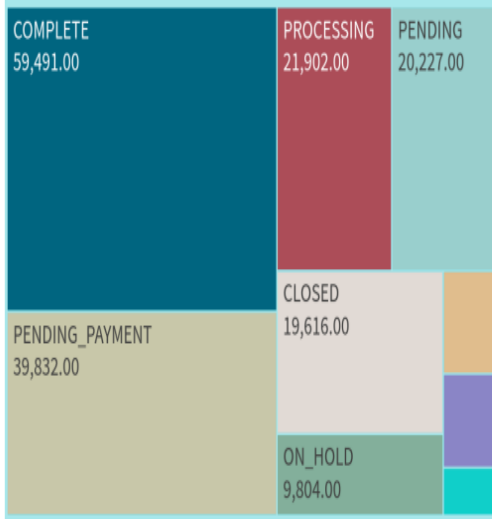 COMPLETE
59,491.00
PROCESSING
21,902.00
PENDING
20,227.00
PENDING_PAYMENT
39,832.00
CLOSED
19,616.00
ON_HOLD
9,804.00